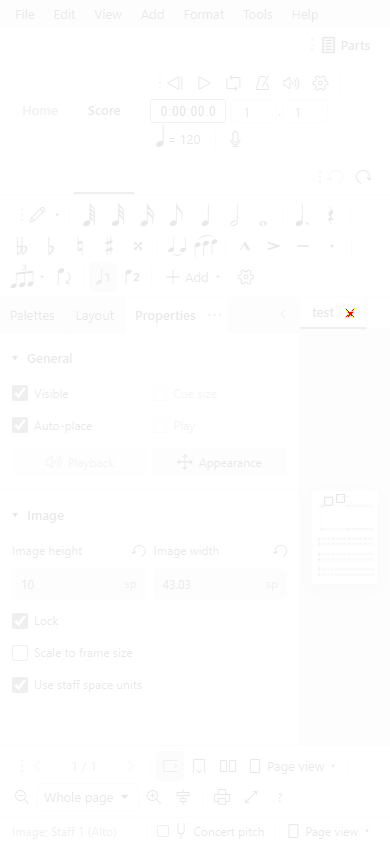 File Edit View Add Format Tools Help
Parts
Home Score 0:00:00.0 1 . 1
= 120
1 2 Add
Palettes Layout Properties ··· test
General
Visible Cue size
Auto-place Play
Playback Appearance
Image
Image height Image width
10 sp 43.03 sp
Lock
Scale to frame size
Use staff space units
1 / 1 Page view
Whole page ?
Image; Staff 1 (Alto) Concert pitch Page view